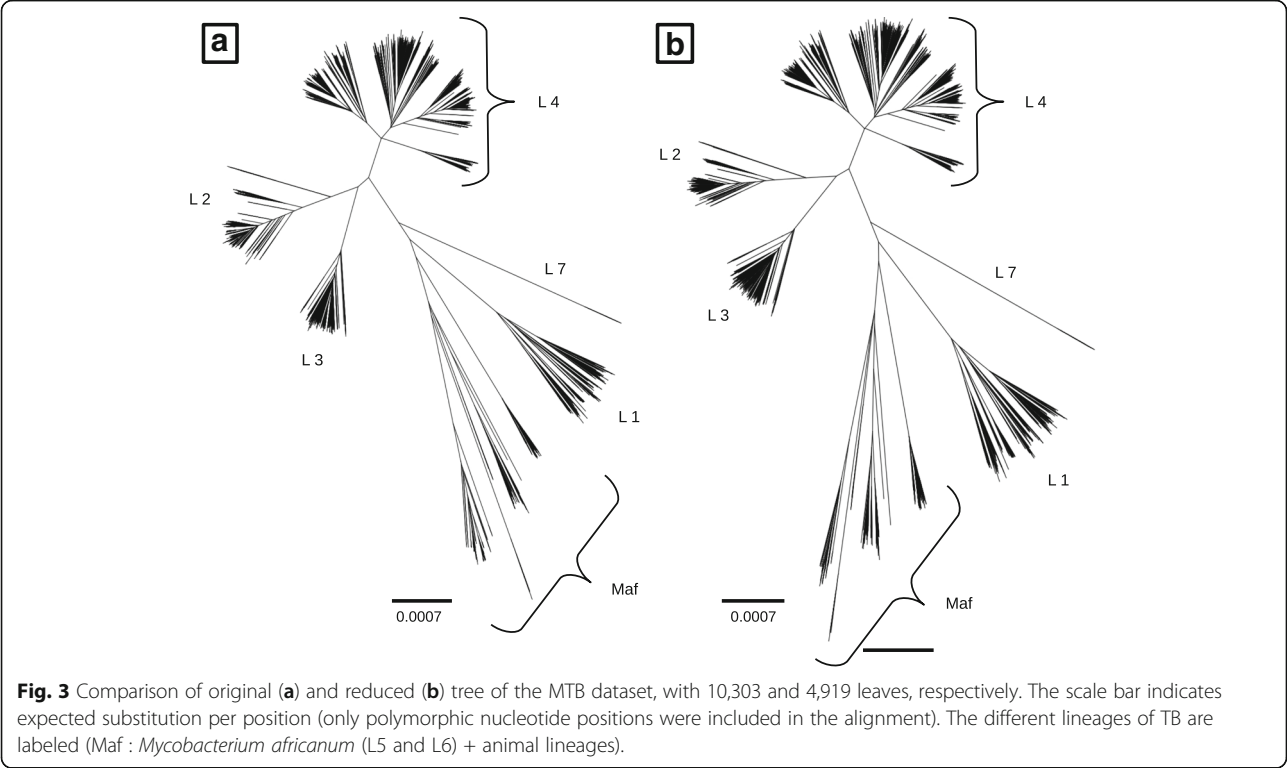 a
b
L 4
L 4
L 2
L 2
L 7
L 7
L 3
L 3
L 1
L 1
Maf
Maf
0.0007
0.0007
Fig. 3 Comparison of original (a) and reduced (b) tree of the MTB dataset, with 10,303 and 4,919 leaves, respectively. The scale bar indicates
expected substitution per position (only polymorphic nucleotide positions were included in the alignment). The different lineages of TB are
labeled (Maf : Mycobacterium africanum (L5 and L6) + animal lineages).